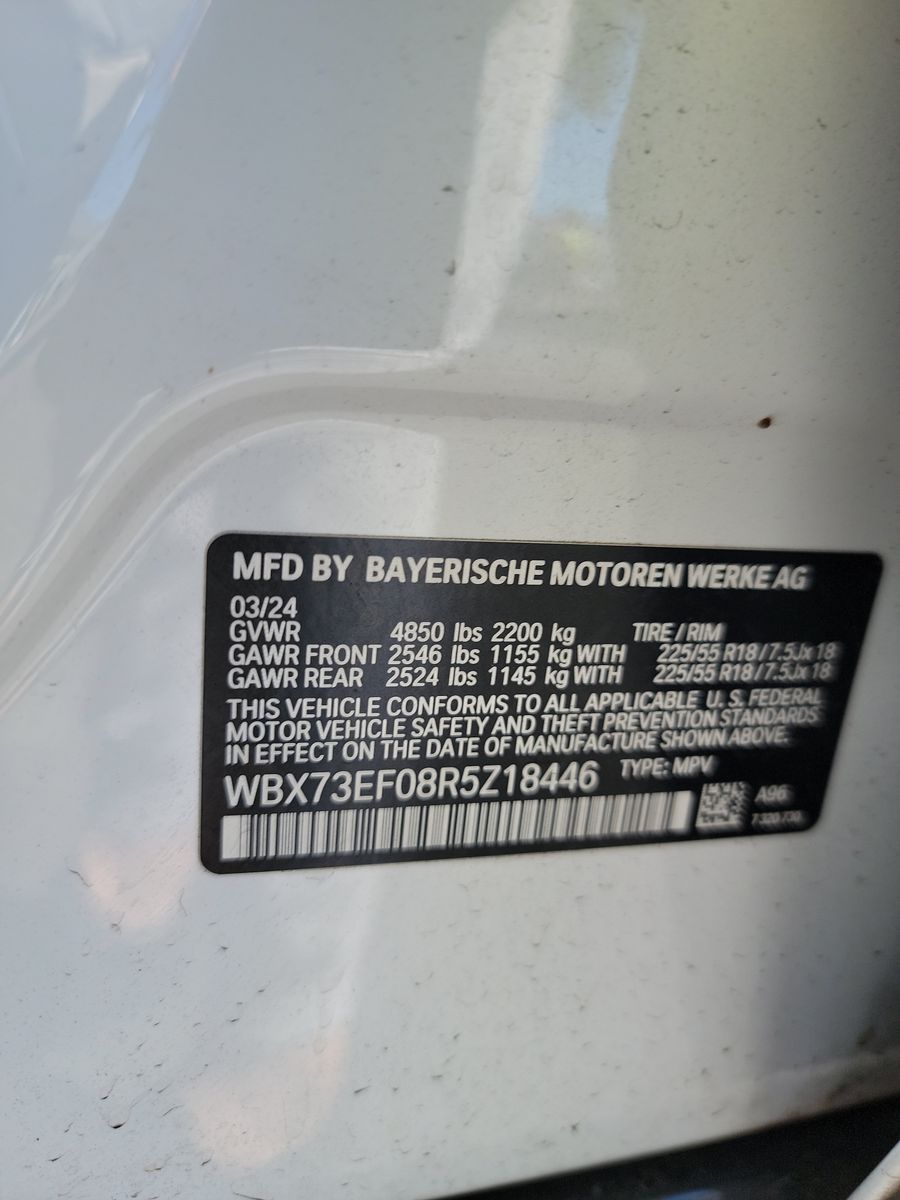 MFD BY BAYERISCHE MOTOREN WERKE AG
03/24
GVWR 4850 lbs 2200 kg TIRE / RIM
GAWR FRONT 2546 lbs 1155 kg WITH 225/55 R18 / 7.5Jx18
GAWR REAR 2524 lbs 1145 kg WITH 225/55 R18 / 7.5Jx18
THIS VEHICLE CONFORMS TO ALL APPLICABLE U. S. FEDERAL
MOTOR VEHICLE SAFETY AND THEFT PREVENTION STANDARDS
IN EFFECT ON THE DATE OF MANUFACTURE SHOWN ABOVE.
WBX73EF08R5Z18446 TYPE: MPV
A96
7 320 730